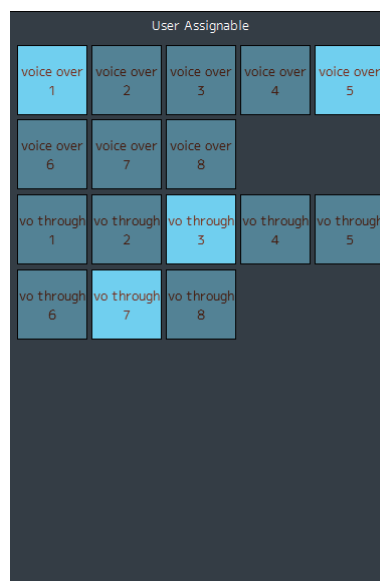 User Assignable
voice over voice over voice over voice over voice over
1 2 3 4 5
voice over voice over voice over
6 7 8
vo through vo through vo through vo through vo through
1 2 3 4 5
vo through vo through vo through
6 7 8